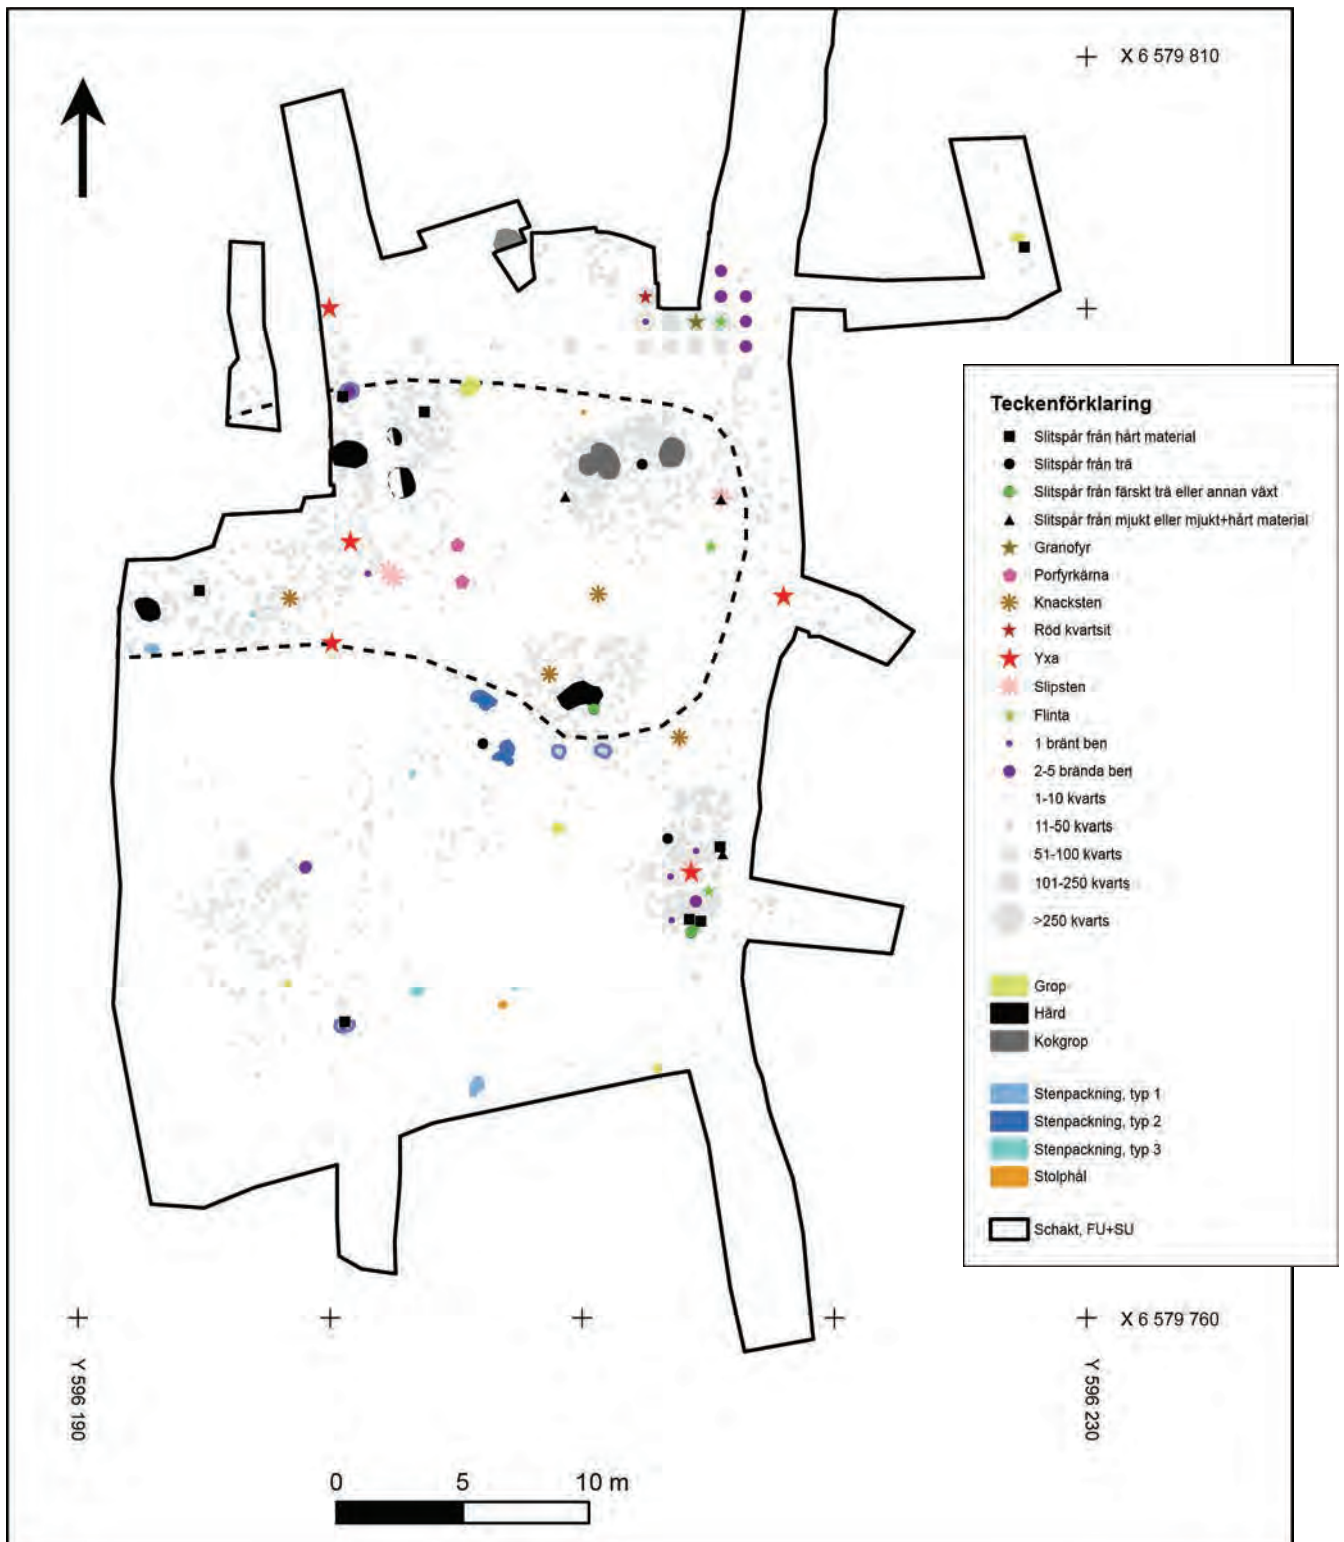 X 6 579 810
Teckenförklaring
Slitspår från hårt material
Slitspår från trä
Slitspår från färskt trä eller annan växt
Slitspår från mjukt eller mjukt+hårt material
Granofyr
Porfyrkärna
Knacksten
Röd kvartsit
Yxa
Slipsten
Flinta
1 bränt ben
2-5 brända ben
1-10 kvarts
11-50 kvarts
51-100 kvarts
101-250 kvarts
>250 kvarts
Grop
Härd
Kokgrop
Stenpackning, typ 1
Stenpackning, typ 2
Stenpackning, typ 3
Stolphål
Schakt, FU+SU
X 6 579 760
Y 596 190
Y 596 230
0 5 10 m